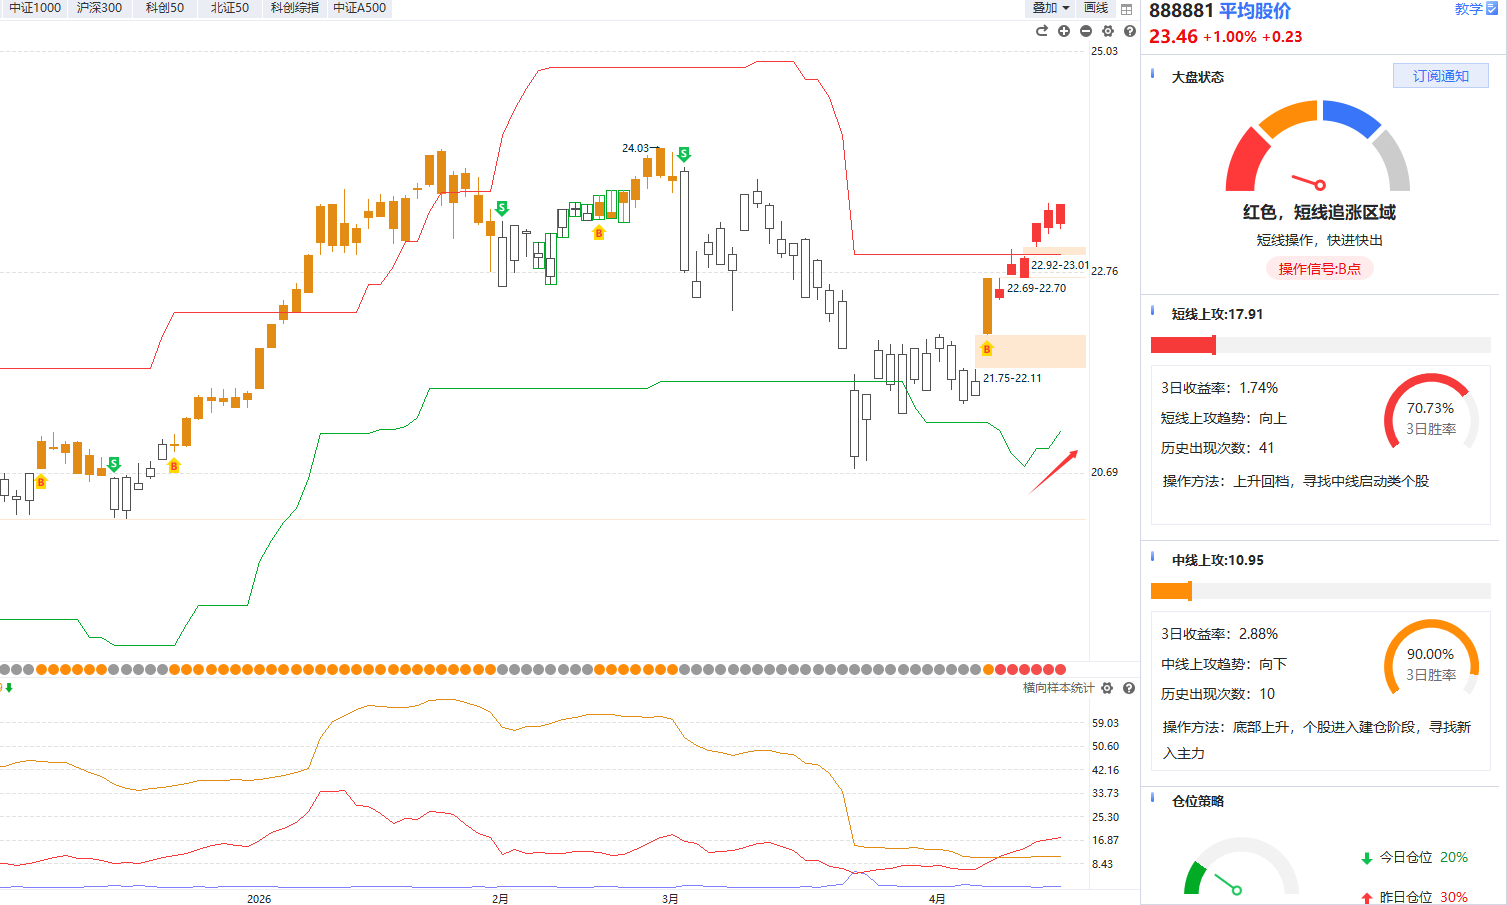 中证1000 沪深300 科创50 北证50 科创综指 中证A500 叠加 画线
888881 平均股价 教学
23.46 +1.00% +0.23
25.03
大盘状态 订阅通知
24.03
S
S
B
红色，短线追涨区域
短线操作，快进快出
操作信号:B点
22.92-23.01
22.76
22.69-22.70
短线上攻:17.91
B
21.75-22.11
3日收益率：1.74%
70.73%
3日胜率
短线上攻趋势：向上
历史出现次数：41
操作方法：上升回档，寻找中线启动类个股
S
B
B
20.69
中线上攻:10.95
3日收益率：2.88%
90.00%
3日胜率
中线上攻趋势：向下
历史出现次数：10
操作方法：底部上升，个股进入建仓阶段，寻找新
入主力
横向样本统计
59.03
50.60
42.16
33.73
25.30
16.87
8.43
仓位策略
今日仓位 20%
昨日仓位 30%
2026 2月 3月 4月